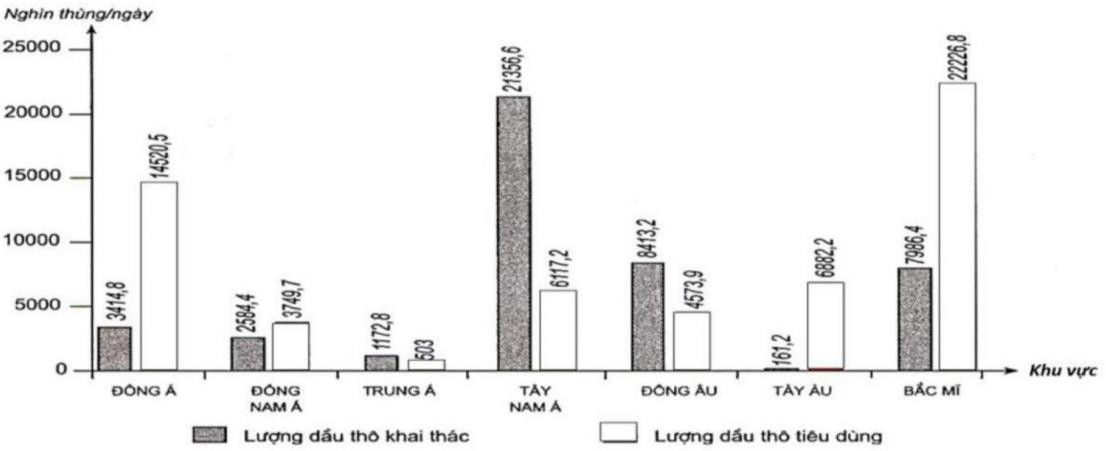 Nghìn thùng/ngày
25000
20000
15000
10000
5000
0
3414,8
14520,5
2584,4
3749,7
1172,8
503
21356,6
6117,2
8413,2
4573,9
161,2
6882,2
7986,4
22226,8
Khu vực
ĐÔNG Á
ĐÔNG
NAM Á
TRUNG Á
TÂY
NAM Á
ĐÔNG ÂU
TÂY ÂU
BẮC MĨ
Lượng dầu thô khai thác
Lượng dầu thô tiêu dùng